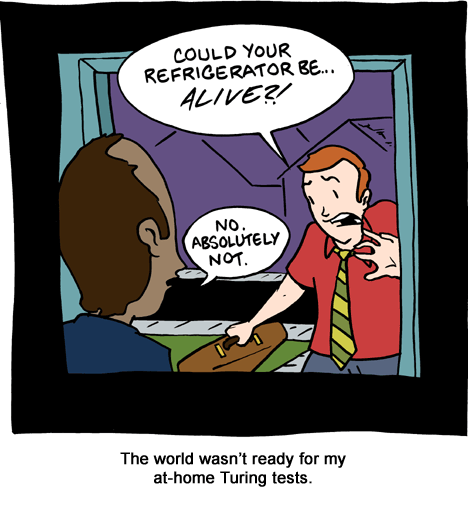 COULD YOUR
REFRIGERATOR BE...
ALIVE?!
NO.
ABSOLUTELY
NOT.
The world wasn't ready for my
at-home Turing tests.